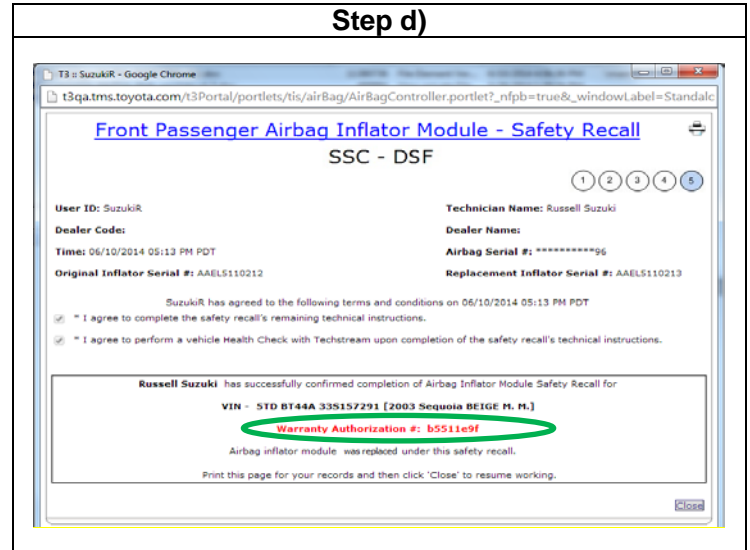 Step d)
T3 :: SuzukiR - Google Chrome
t3qa.tms.toyota.com/t3Portal/portlets/tis/airBag/AirBagController.portlet?_nfpb=true&_windowLabel=Standalc
Front Passenger Airbag Inflator Module - Safety Recall
SSC - DSF
1 2 3 4 5
User ID: SuzukiR Technician Name: Russell Suzuki
Dealer Code: Dealer Name:
Time: 06/10/2014 05:13 PM PDT Airbag Serial #: **********96
Original Inflator Serial #: AAEL5110212 Replacement Inflator Serial #: AAEL5110213
SuzukiR has agreed to the following terms and conditions on 06/10/2014 05:13 PM PDT
* I agree to complete the safety recall's remaining technical instructions.
* I agree to perform a vehicle Health Check with Techstream upon completion of the safety recall's technical instructions.
Russell Suzuki has successfully confirmed completion of Airbag Inflator Module Safety Recall for
VIN - 5TD BT44A 33S157291 [2003 Sequoia BEIGE M. M.]
Warranty Authorization #: b5511e9f
Airbag inflator module was replaced under this safety recall.
Print this page for your records and then click 'Close' to resume working.
Close